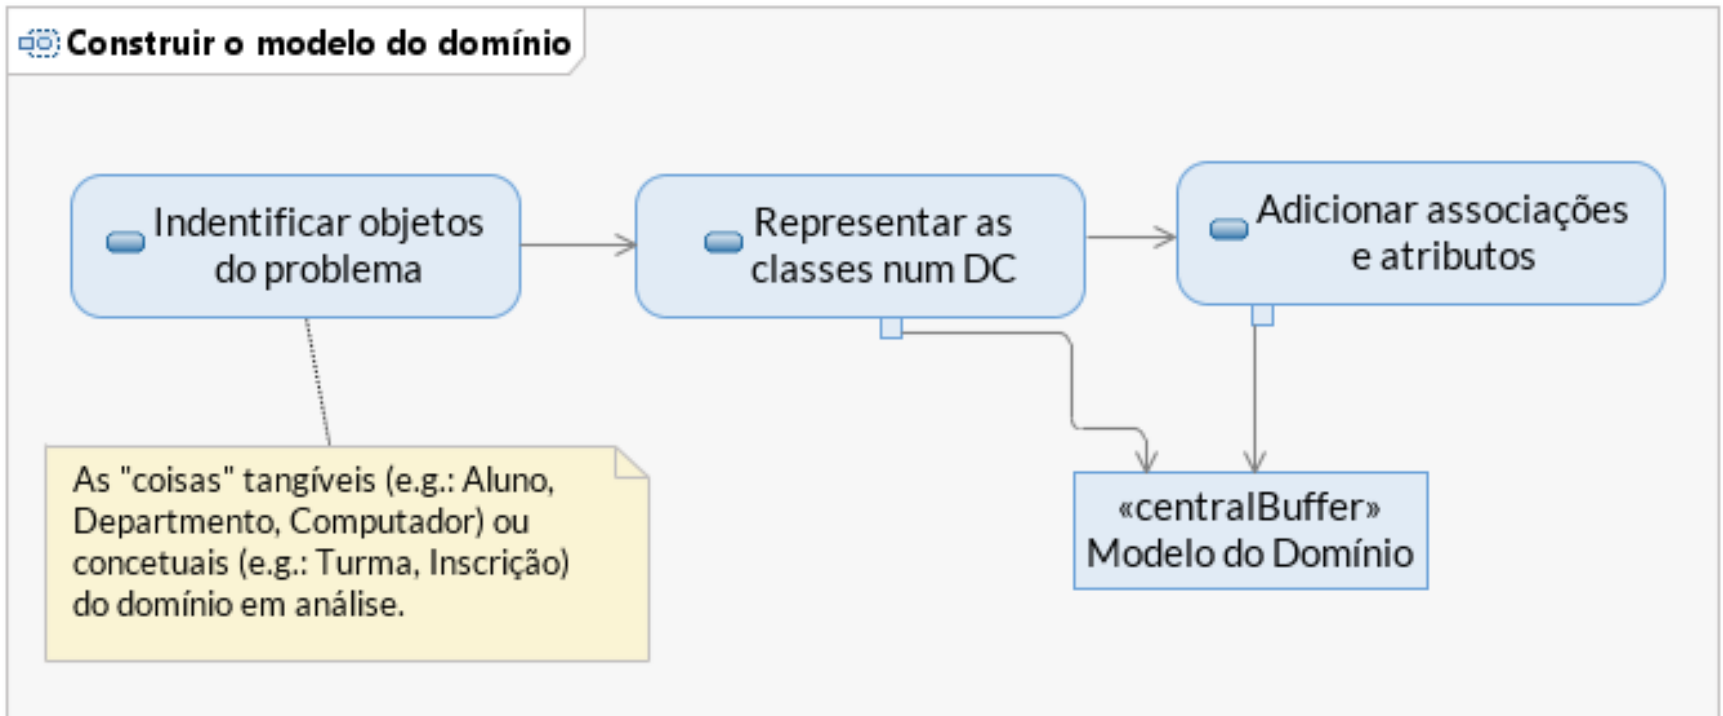 Construir o modelo do domínio
Indentificar objetos
do problema
Representar as
classes num DC
Adicionar associações
e atributos
As "coisas" tangíveis (e.g.: Aluno,
Departmento, Computador) ou
concetuais (e.g.: Turma, Inscrição)
do domínio em análise.
«centralBuffer»
Modelo do Domínio